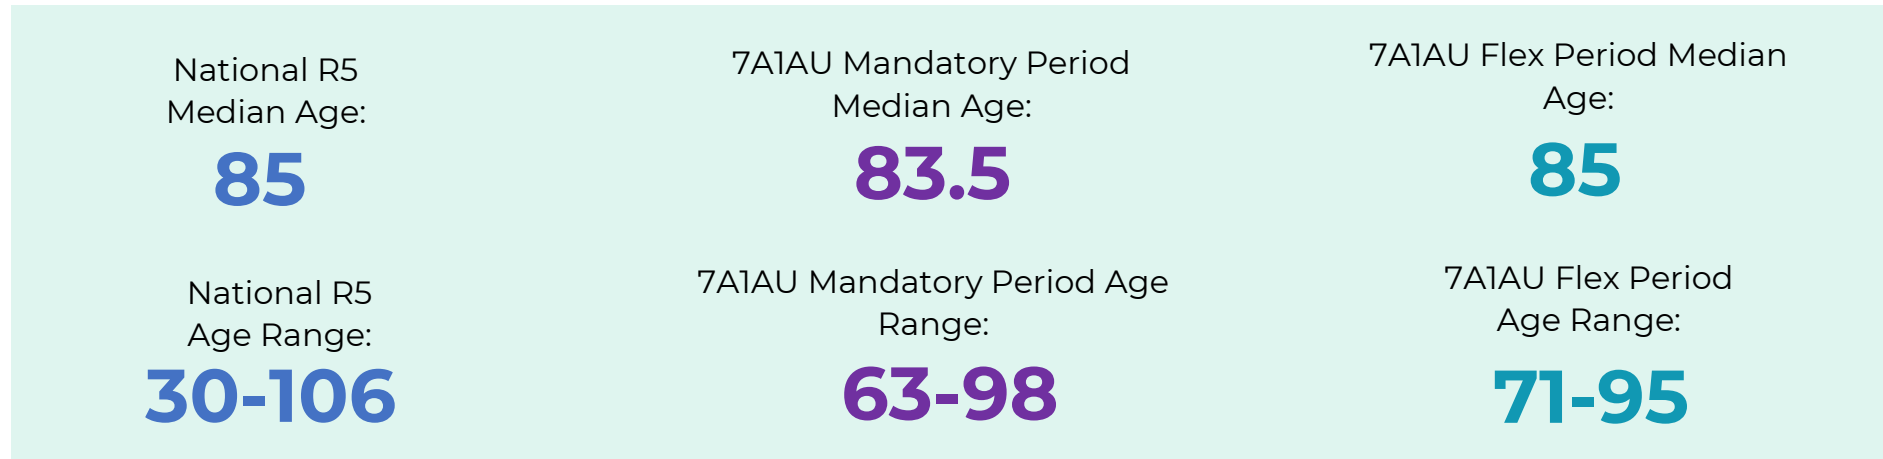 National R5
Median Age:
85
7A1AU Mandatory Period
Median Age:
83.5
7A1AU Flex Period Median
Age:
85
National R5
Age Range:
30-106
7A1AU Mandatory Period Age
Range:
63-98
7A1AU Flex Period
Age Range:
71-95